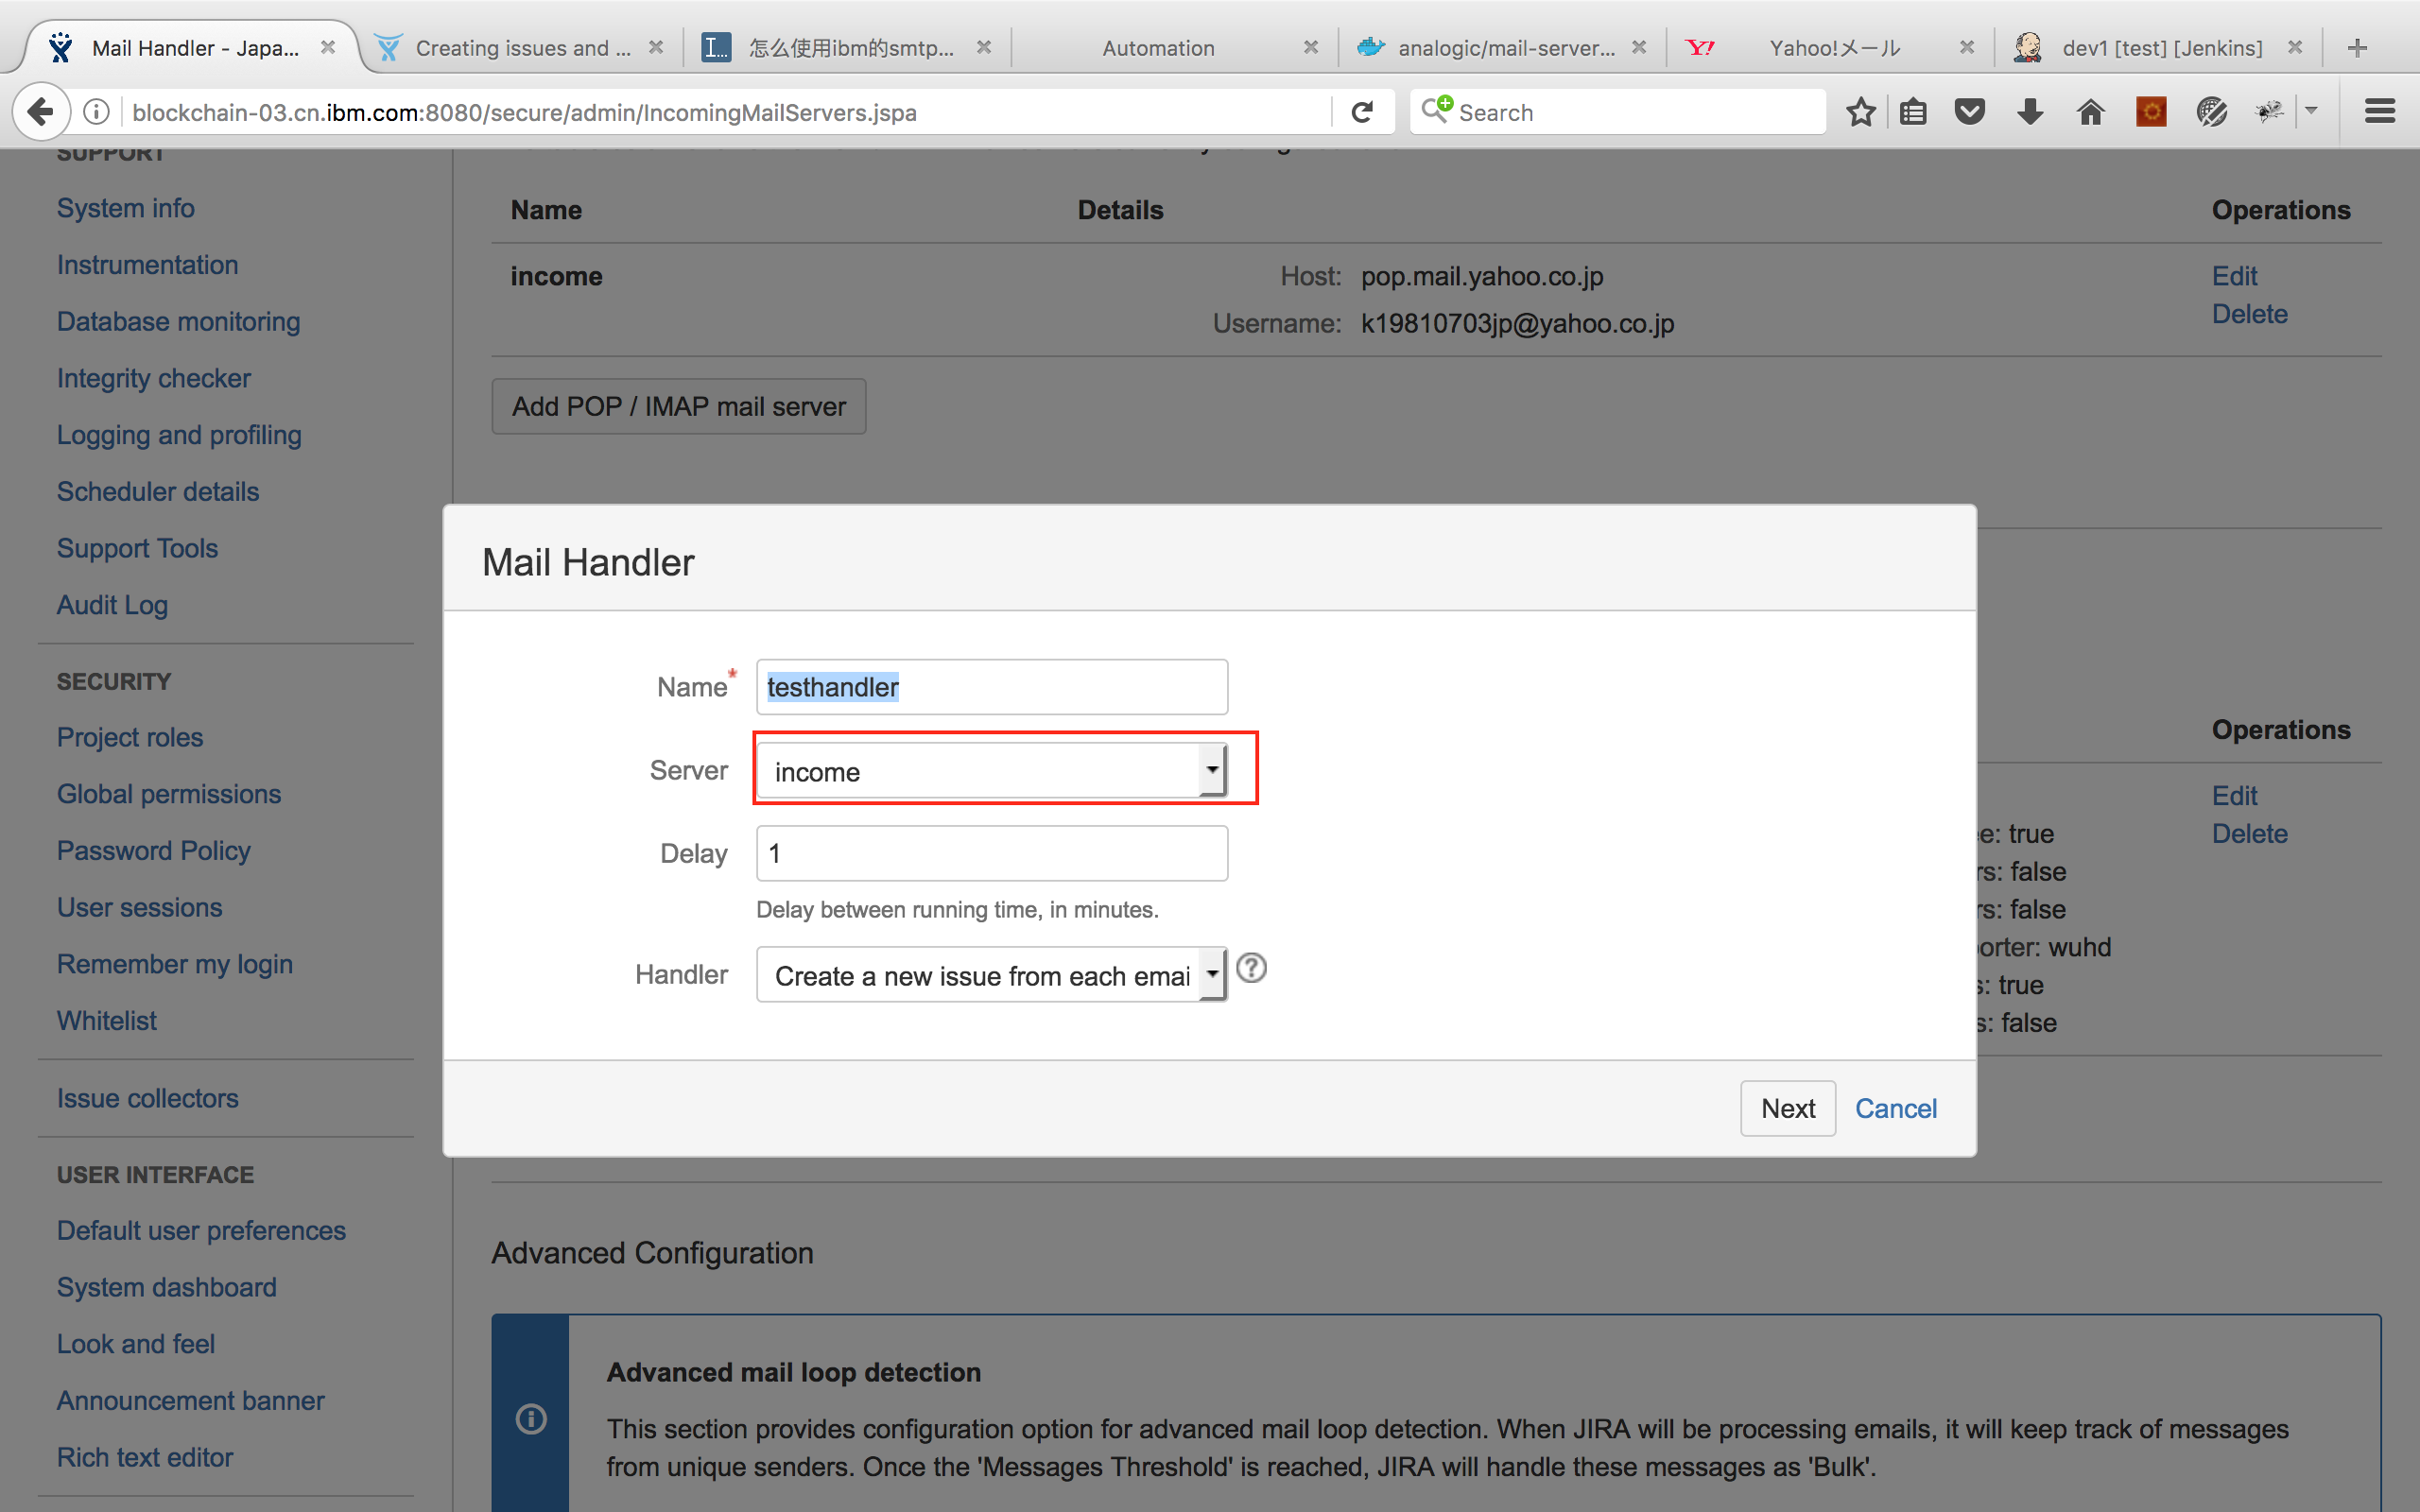 Mail Handler - Japa...
Creating issues and ...
怎么使用ibm的smtp...
Automation
analogic/mail-server...
Yahoo!メール
dev1 [test] [Jenkins]
blockchain-03.cn.ibm.com:8080/secure/admin/IncomingMailServers.jspa
Search
SUPPORT
System info
Instrumentation
Database monitoring
Integrity checker
Logging and profiling
Scheduler details
Support Tools
Audit Log
SECURITY
Project roles
Global permissions
Password Policy
User sessions
Remember my login
Whitelist
Issue collectors
USER INTERFACE
Default user preferences
System dashboard
Look and feel
Announcement banner
Rich text editor
Name Details Operations
income Host: pop.mail.yahoo.co.jp Edit
Username: k19810703jp@yahoo.co.jp Delete
Add POP / IMAP mail server
Mail Handler
Name* testhandler
Server income
Delay 1
Delay between running time, in minutes.
Handler Create a new issue from each emai
Next Cancel
Operations
Edit
Delete
e: true
rs: false
rs: false
orter: wuhd
s: true
s: false
Advanced Configuration
Advanced mail loop detection
This section provides configuration option for advanced mail loop detection. When JIRA will be processing emails, it will keep track of messages
from unique senders. Once the 'Messages Threshold' is reached, JIRA will handle these messages as 'Bulk'.